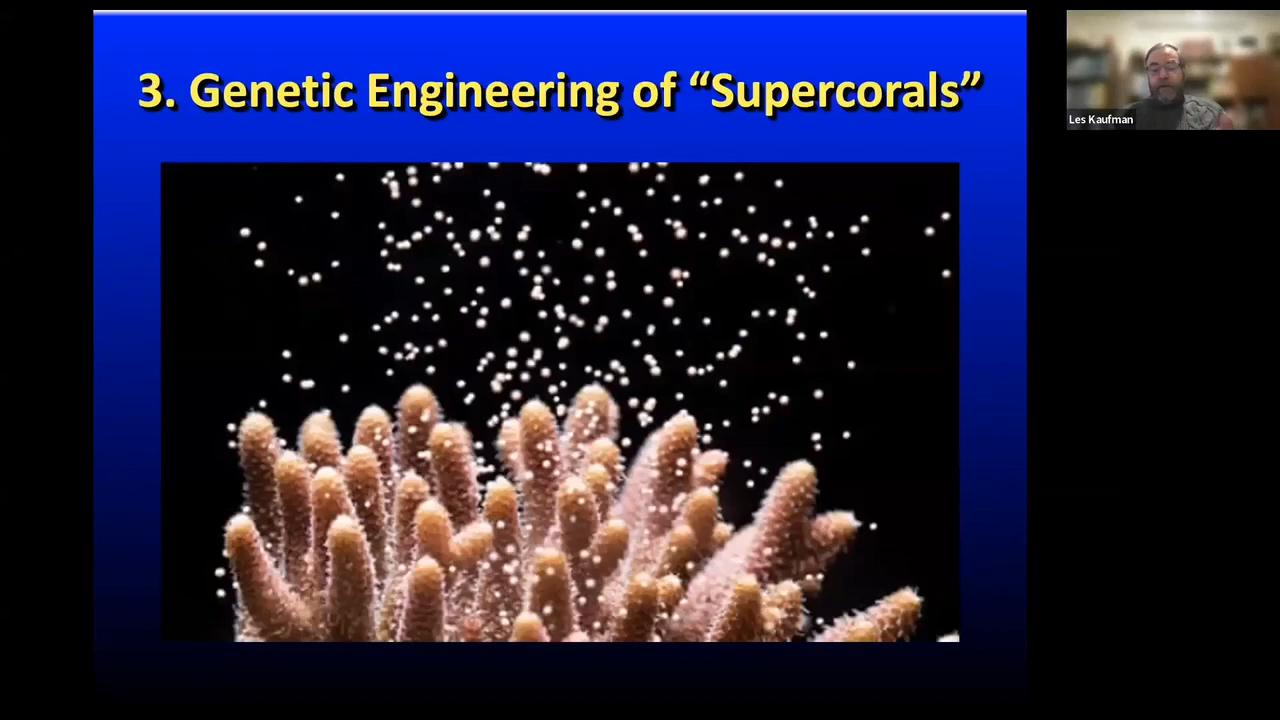 3. Genetic Engineering of “Supercorals”
Les Kaufman